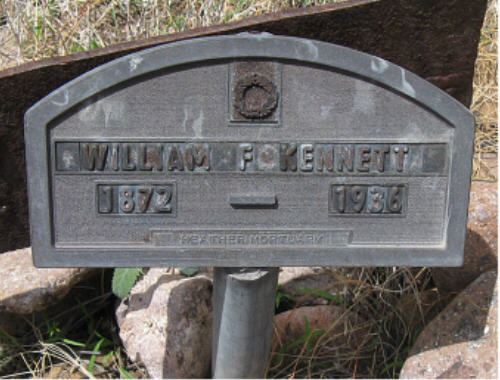 WILLIAM F KENNETT
1872 — 1936
HEATHER MORTUARY